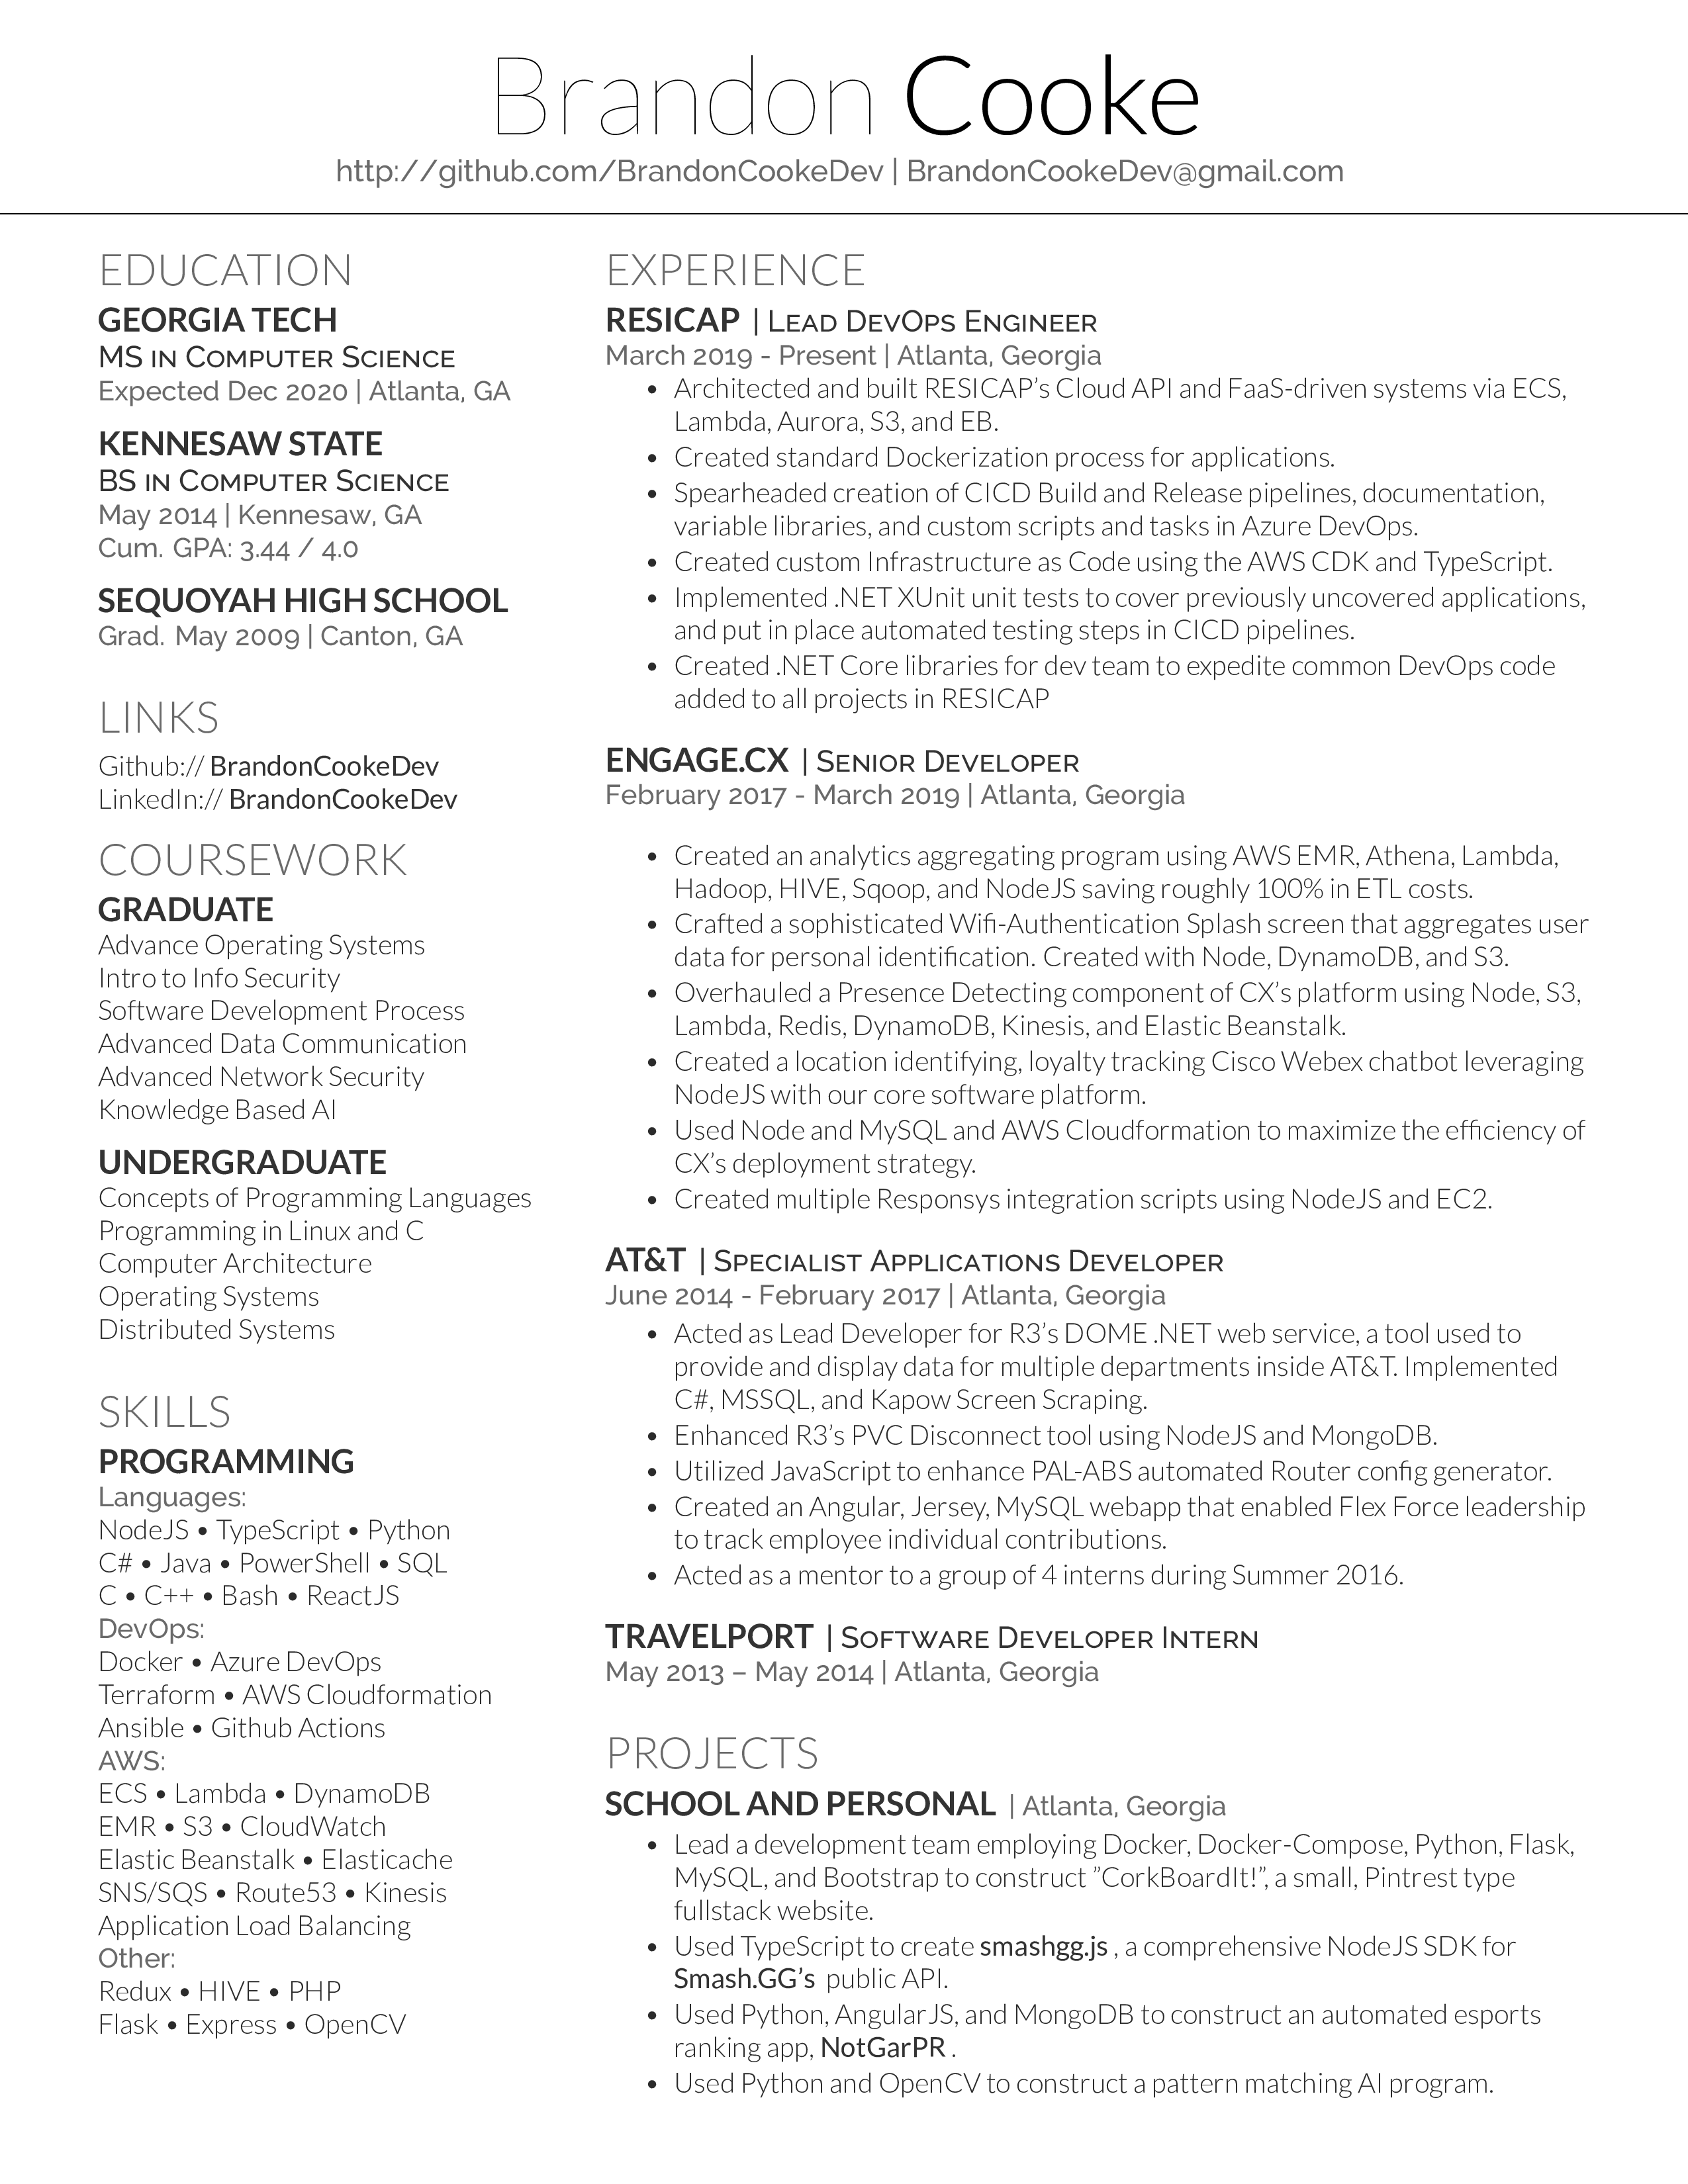 Brandon Cooke
http://github.com/BrandonCookeDev | BrandonCookeDev@gmail.com
EDUCATION
GEORGIA TECH
MS in Computer Science
Expected Dec 2020 | Atlanta, GA
KENNESAW STATE
BS in Computer Science
May 2014 | Kennesaw, GA
Cum. GPA: 3.44 / 4.0
SEQUOYAH HIGH SCHOOL
Grad. May 2009 | Canton, GA
LINKS
Github:// BrandonCookeDev
LinkedIn:// BrandonCookeDev
COURSEWORK
GRADUATE
Advance Operating Systems
Intro to Info Security
Software Development Process
Advanced Data Communication
Advanced Network Security
Knowledge Based AI
UNDERGRADUATE
Concepts of Programming Languages
Programming in Linux and C
Computer Architecture
Operating Systems
Distributed Systems
SKILLS
PROGRAMMING
Languages:
NodeJS • TypeScript • Python
C# • Java • PowerShell • SQL
C • C++ • Bash • ReactJS
DevOps:
Docker • Azure DevOps
Terraform • AWS Cloudformation
Ansible • Github Actions
AWS:
ECS • Lambda • DynamoDB
EMR • S3 • CloudWatch
Elastic Beanstalk • Elasticache
SNS/SQS • Route53 • Kinesis
Application Load Balancing
Other:
Redux • HIVE • PHP
Flask • Express • OpenCV
EXPERIENCE
RESICAP | Lead DevOps Engineer
March 2019 - Present | Atlanta, Georgia
• Architected and built RESICAP’s Cloud API and FaaS-driven systems via ECS,
Lambda, Aurora, S3, and EB.
• Created standard Dockerization process for applications.
• Spearheaded creation of CICD Build and Release pipelines, documentation,
variable libraries, and custom scripts and tasks in Azure DevOps.
• Created custom Infrastructure as Code using the AWS CDK and TypeScript.
• Implemented .NET XUnit unit tests to cover previously uncovered applications,
and put in place automated testing steps in CICD pipelines.
• Created .NET Core libraries for dev team to expedite common DevOps code
added to all projects in RESICAP
ENGAGE.CX | Senior Developer
February 2017 - March 2019 | Atlanta, Georgia
• Created an analytics aggregating program using AWS EMR, Athena, Lambda,
Hadoop, HIVE, Sqoop, and NodeJS saving roughly 100% in ETL costs.
• Crafted a sophisticated Wifi-Authentication Splash screen that aggregates user
data for personal identification. Created with Node, DynamoDB, and S3.
• Overhauled a Presence Detecting component of CX’s platform using Node, S3,
Lambda, Redis, DynamoDB, Kinesis, and Elastic Beanstalk.
• Created a location identifying, loyalty tracking Cisco Webex chatbot leveraging
NodeJS with our core software platform.
• Used Node and MySQL and AWS Cloudformation to maximize the efficiency of
CX’s deployment strategy.
• Created multiple Responsys integration scripts using NodeJS and EC2.
AT&T | Specialist Applications Developer
June 2014 - February 2017 | Atlanta, Georgia
• Acted as Lead Developer for R3’s DOME .NET web service, a tool used to
provide and display data for multiple departments inside AT&T. Implemented
C#, MSSQL, and Kapow Screen Scraping.
• Enhanced R3’s PVC Disconnect tool using NodeJS and MongoDB.
• Utilized JavaScript to enhance PAL-ABS automated Router config generator.
• Created an Angular, Jersey, MySQL webapp that enabled Flex Force leadership
to track employee individual contributions.
• Acted as a mentor to a group of 4 interns during Summer 2016.
TRAVELPORT | Software Developer Intern
May 2013 – May 2014 | Atlanta, Georgia
PROJECTS
SCHOOL AND PERSONAL | Atlanta, Georgia
• Lead a development team employing Docker, Docker-Compose, Python, Flask,
MySQL, and Bootstrap to construct ”CorkBoardIt!”, a small, Pintrest type
fullstack website.
• Used TypeScript to create smashgg.js , a comprehensive NodeJS SDK for
Smash.GG’s public API.
• Used Python, AngularJS, and MongoDB to construct an automated esports
ranking app, NotGarPR .
• Used Python and OpenCV to construct a pattern matching AI program.